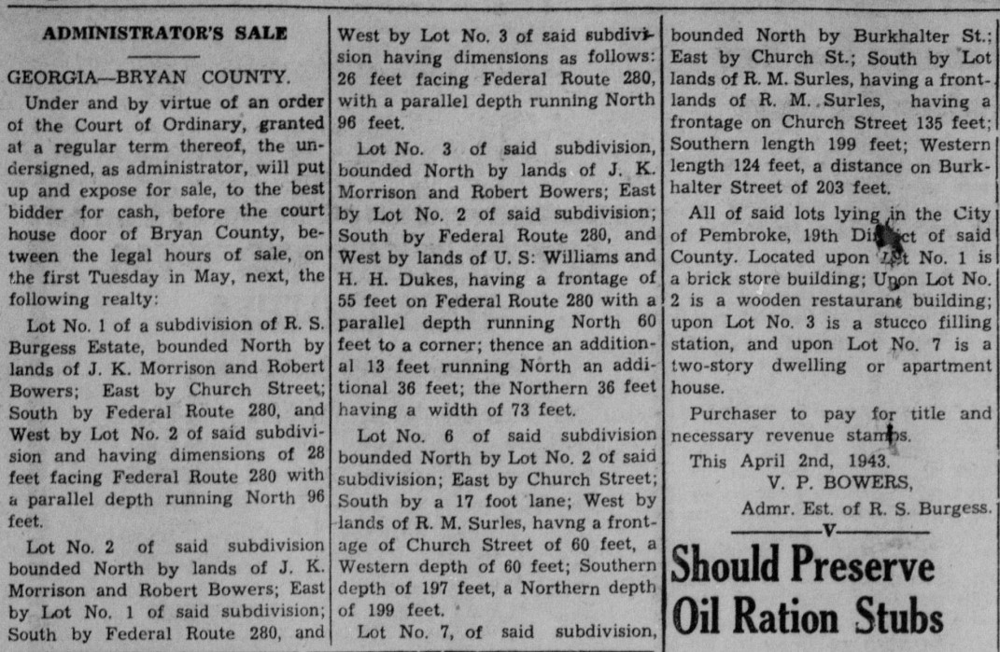 ADMINISTRATOR'S SALE
GEORGIA—BRYAN COUNTY.
Under and by virtue of an order
of the Court of Ordinary, granted
at a regular term thereof, the un-
dersigned, as administrator, will put
up and expose for sale, to the best
bidder for cash, before the court
house door of Bryan County, be-
tween the legal hours of sale, on
the first Tuesday in May, next, the
following realty:
Lot No. 1 of a subdivision of R. S.
Burgess Estate, bounded North by
lands of J. K. Morrison and Robert
Bowers; East by Church Street;
South by Federal Route 280, and
West by Lot No. 2 of said subdivi-
sion and having dimensions of 28
feet facing Federal Route 280 with
a parallel depth running North 96
feet.
Lot No. 2 of said subdivision
bounded North by lands of J. K.
Morrison and Robert Bowers; East
by Lot No. 1 of said subdivision;
South by Federal Route 280, and
West by Lot No. 3 of said subdivi-
sion having dimensions as follows:
26 feet facing Federal Route 280,
with a parallel depth running North
96 feet.
Lot No. 3 of said subdivision,
bounded North by lands of J. K.
Morrison and Robert Bowers; East
by Lot No. 2 of said subdivision;
South by Federal Route 280, and
West by lands of U. S: Williams and
H. H. Dukes, having a frontage of
55 feet on Federal Route 280 with a
parallel depth running North 60
feet to a corner; thence an addition-
al 13 feet running North an addi-
tional 36 feet; the Northern 36 feet
having a width of 73 feet.
Lot No. 6 of said subdivision
bounded North by Lot No. 2 of said
subdivision; East by Church Street;
South by a 17 foot lane; West by
lands of R. M. Surles, havng a front-
age of Church Street of 60 feet, a
Western depth of 60 feet; Southern
depth of 197 feet, a Northern depth
of 199 feet.
Lot No. 7, of said subdivision,
bounded North by Burkhalter St.;
East by Church St.; South by Lot
lands of R. M. Surles, having a front-
lands of R. M. Surles, having a
frontage on Church Street 135 feet;
Southern length 199 feet; Western
length 124 feet, a distance on Burk-
halter Street of 203 feet.
All of said lots lying in the City
of Pembroke, 19th District of said
County. Located upon Lot No. 1 is
a brick store building; Upon Lot No.
2 is a wooden restaurant building;
upon Lot No. 3 is a stucco filling
station, and upon Lot No. 7 is a
two-story dwelling or apartment
house.
Purchaser to pay for title and
necessary revenue stamps.
This April 2nd, 1943.
V. P. BOWERS,
Admr. Est. of R. S. Burgess.
V
Should Preserve
Oil Ration Stubs